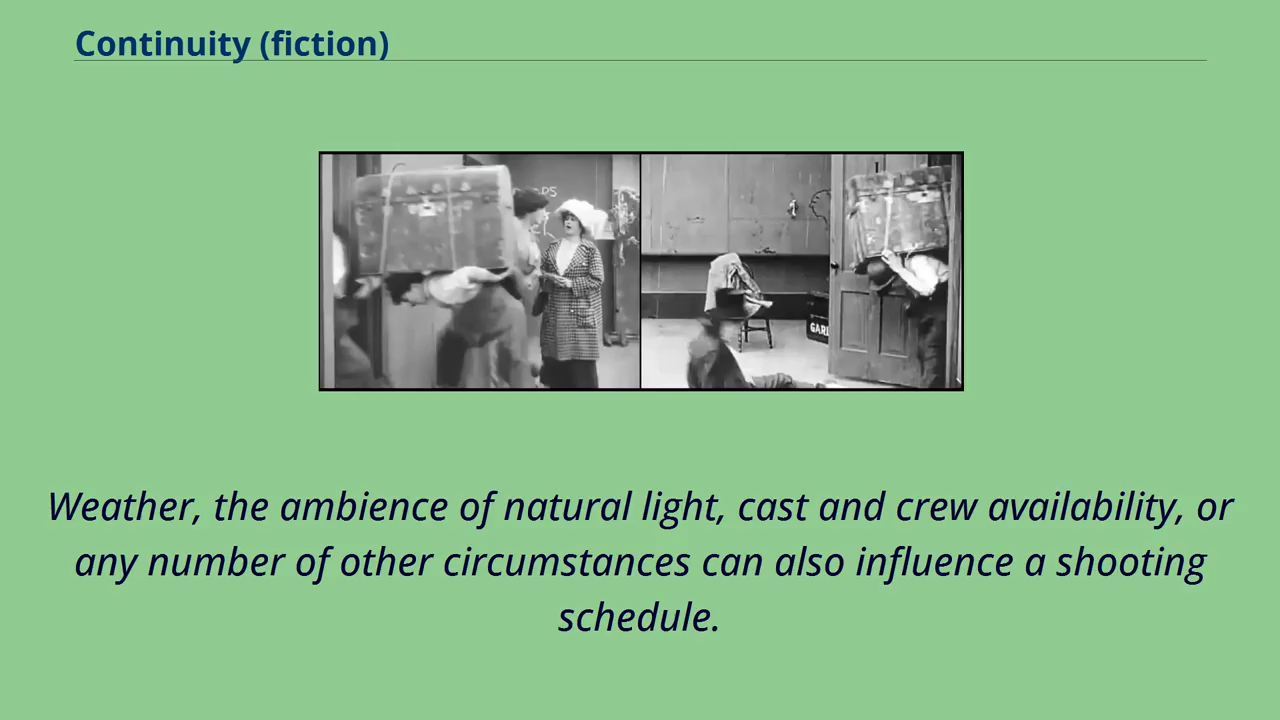 Continuity (fiction)
GARL
Weather, the ambience of natural light, cast and crew availability, or
any number of other circumstances can also influence a shooting
schedule.